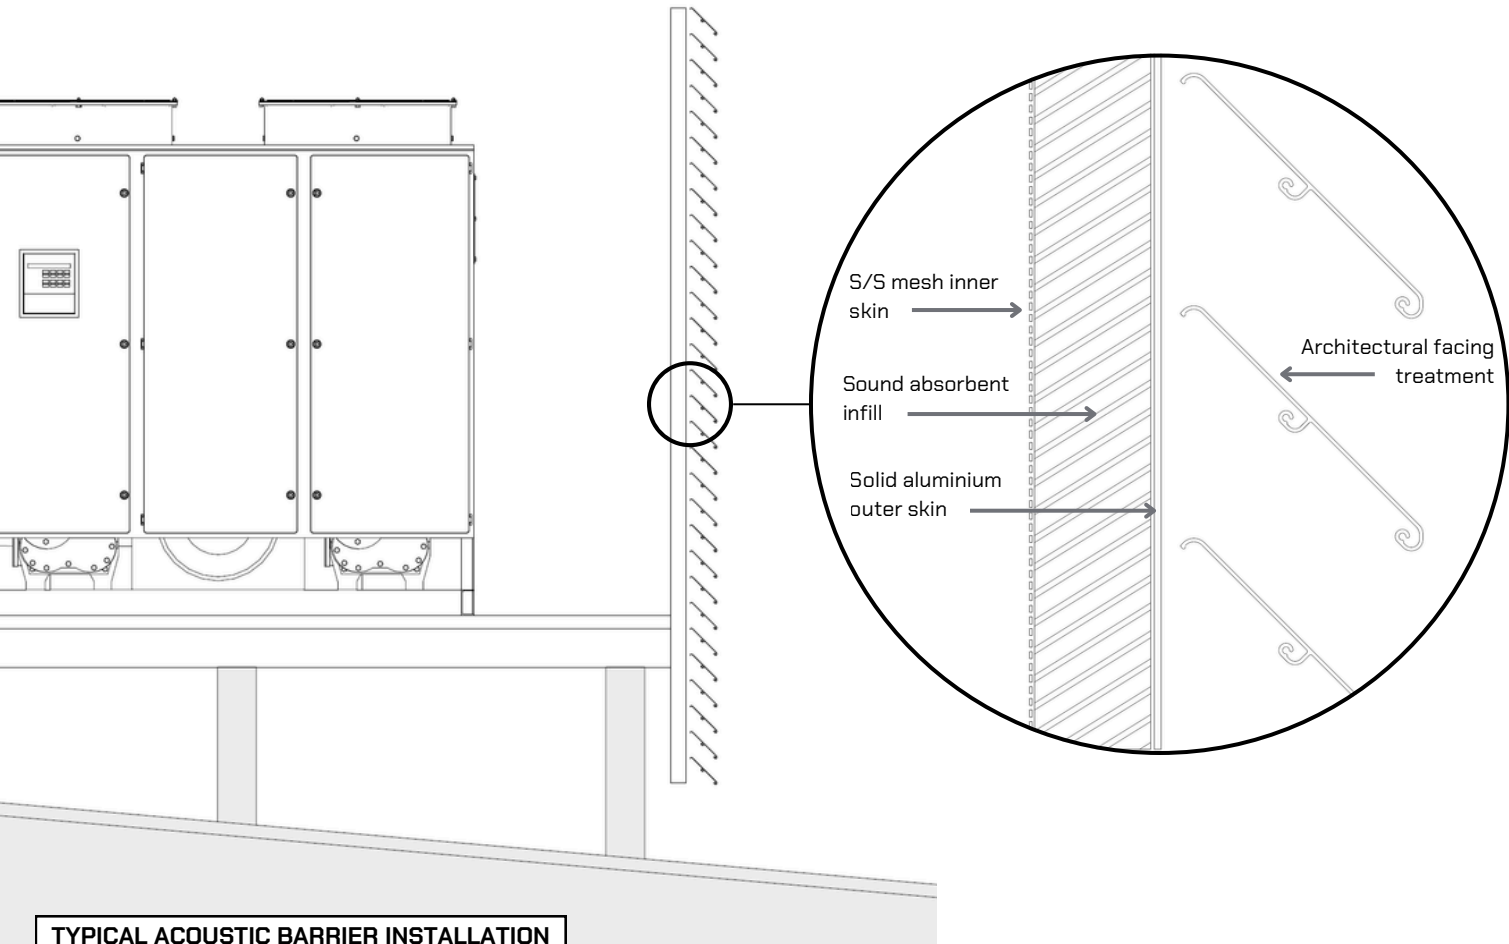 S/S mesh inner
skin
Architectural facing
treatment
Sound absorbent
infill
Solid aluminium
outer skin
TYPICAL ACOUSTIC BARRIER INSTALLATION